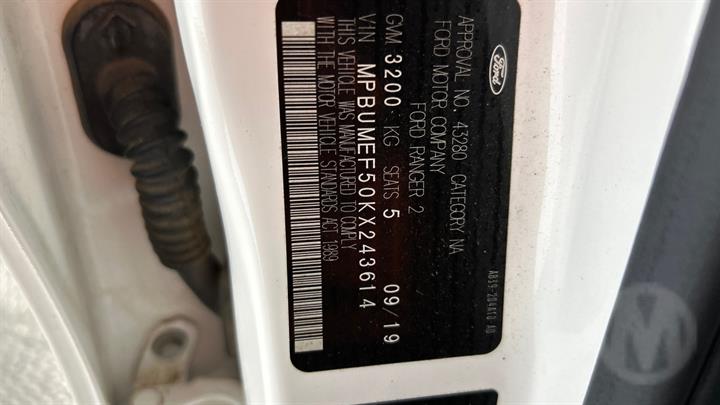 Ford
APPROVAL NO. 43280 CATEGORY NA
FORD MOTOR COMPANY
FORD RANGER 2
GVM 3200 KG SEATS 5 09/19
VIN MPBUMEF50KX243614
THIS VEHICLE WAS MANUFACTURED TO COMPLY
WITH THE MOTOR VEHICLE STANDARDS ACT 1989
M